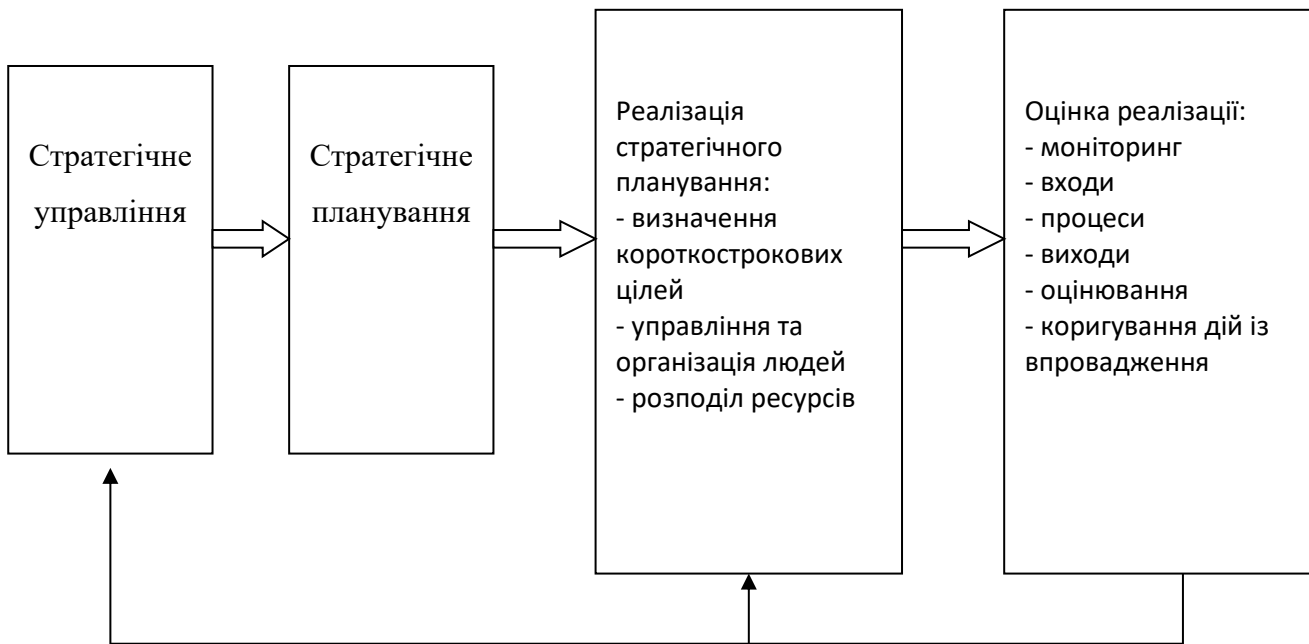 Стратегічне
управління
Стратегічне
планування
Реалізація
стратегічного
планування:
- визначення
короткострокових
цілей
- управління та
організація людей
- розподіл ресурсів
Оцінка реалізації:
- моніторинг
- входи
- процеси
- виходи
- оцінювання
- коригування дій із
впровадження